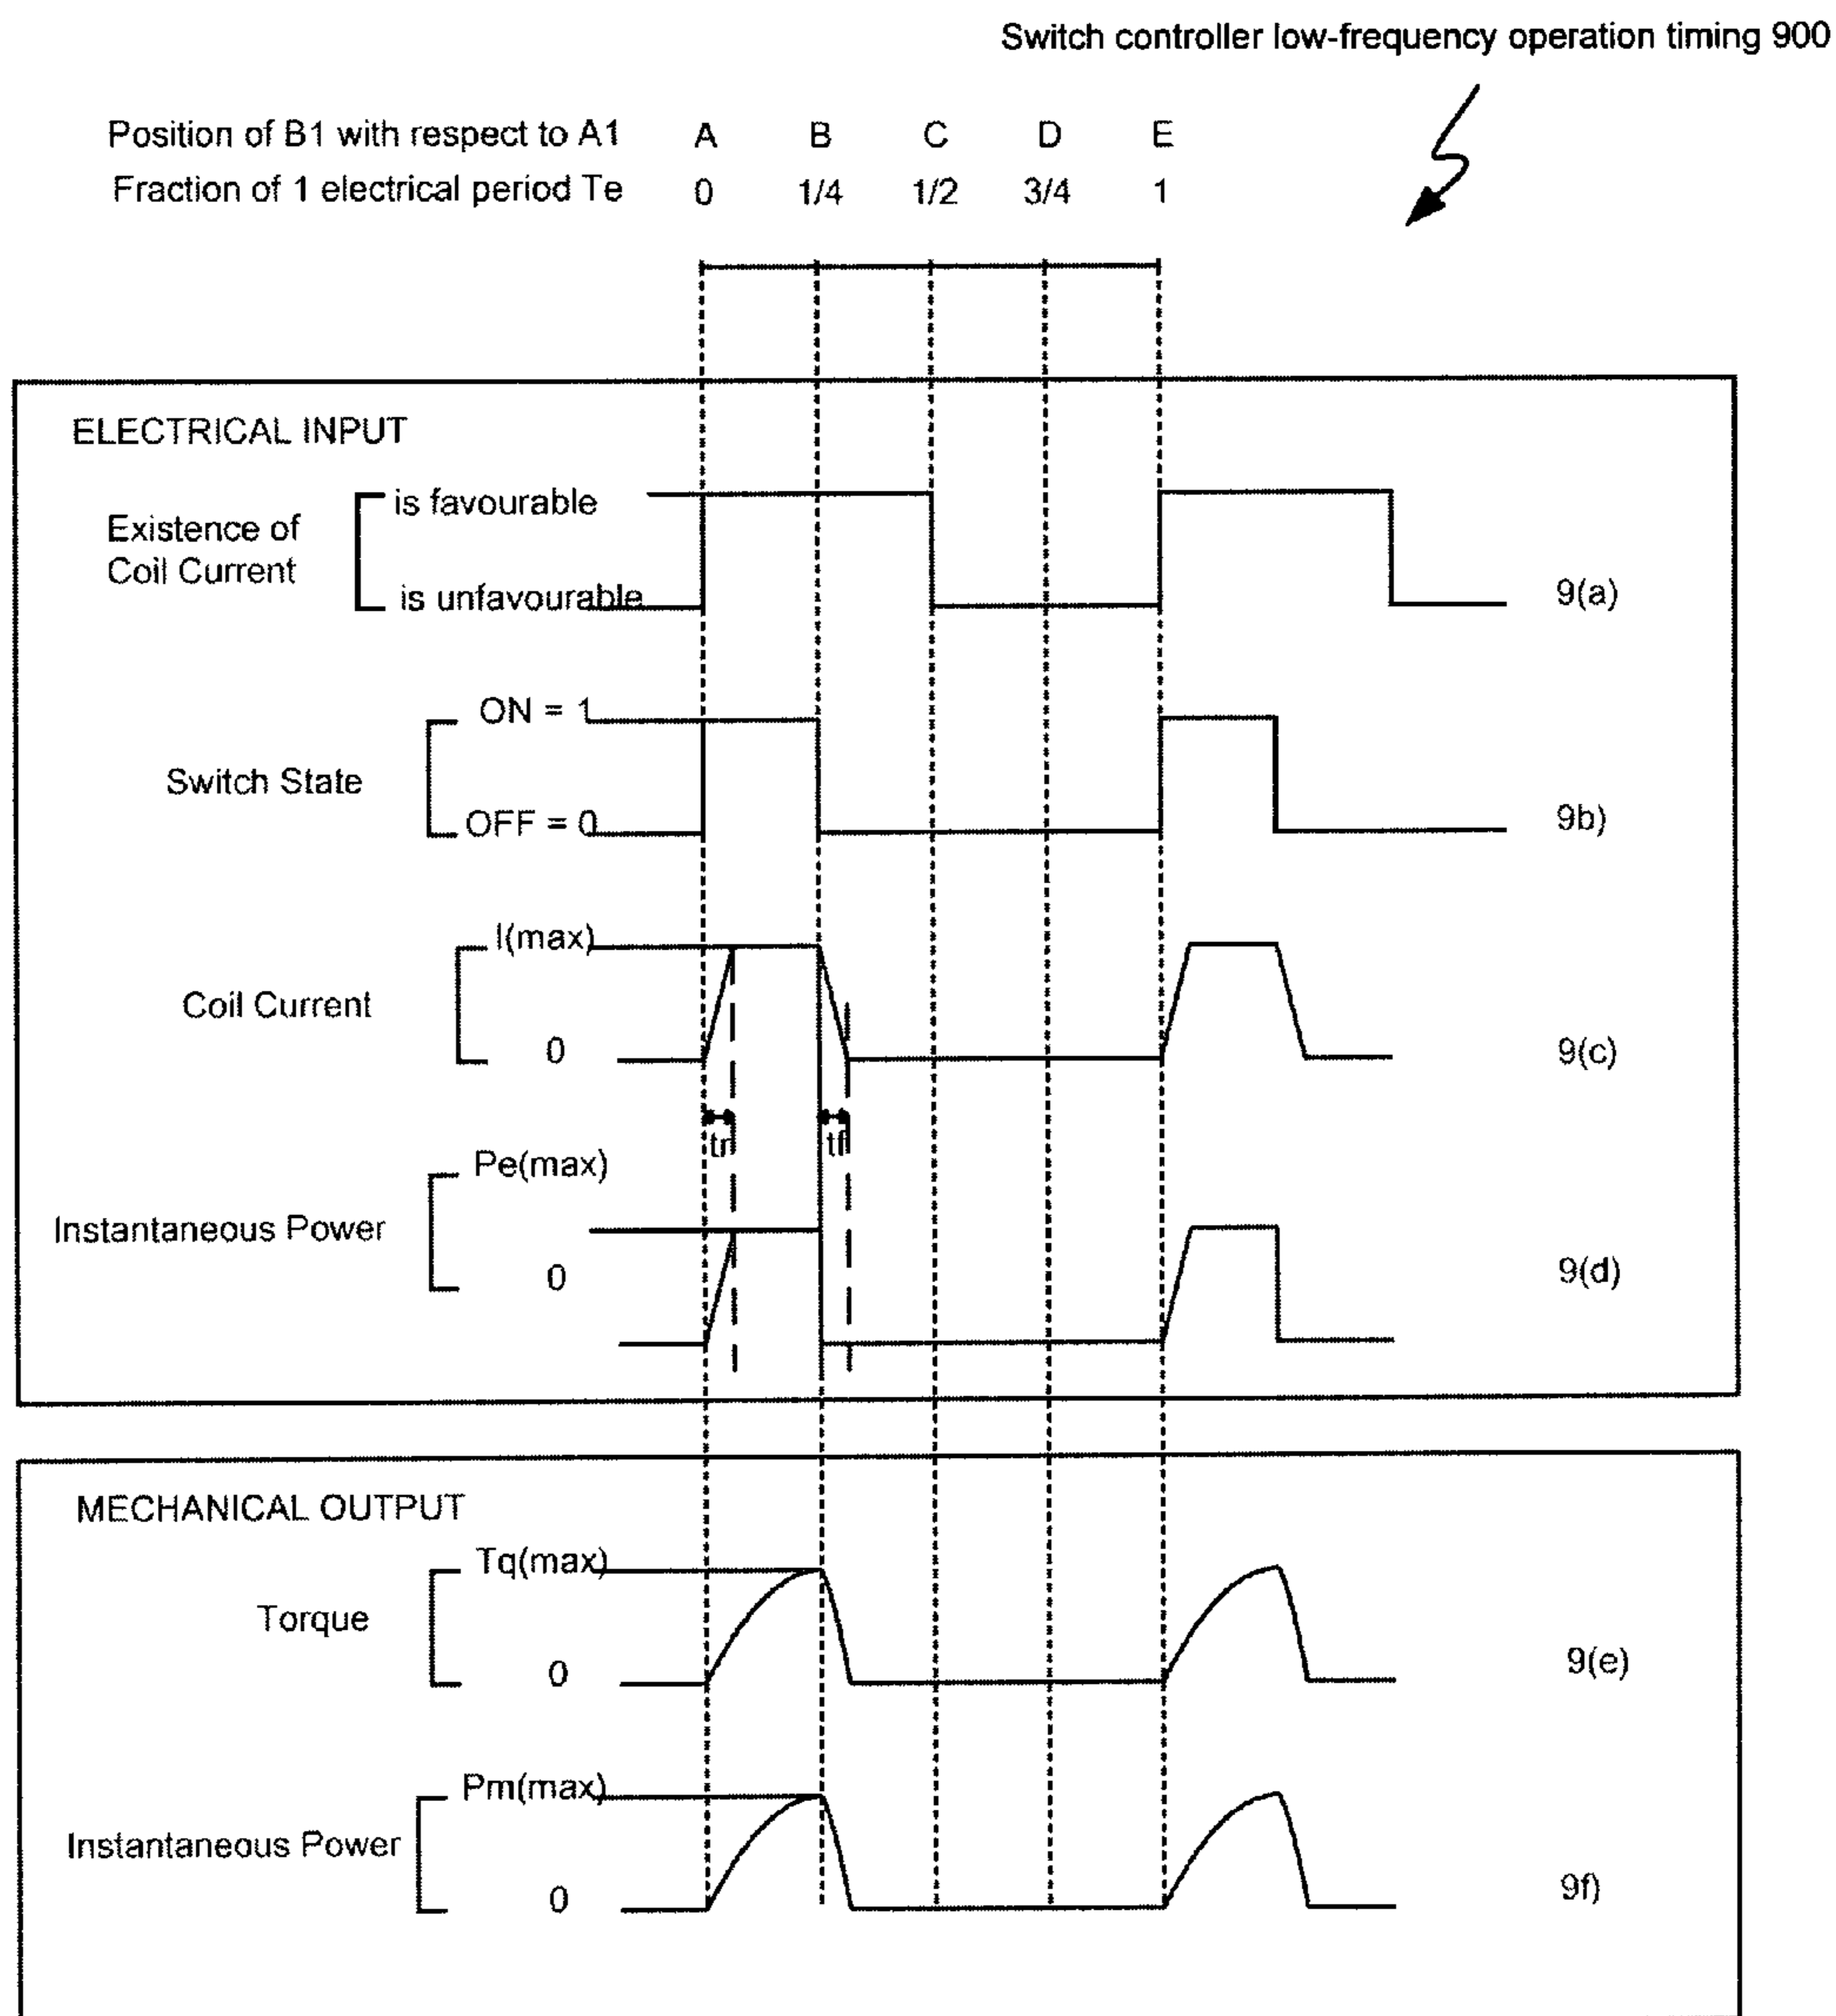 Switch controller low-frequency operation timing 900
Position of B1 with respect to A1 A B C D E
Fraction of 1 electrical period Te 0 1/4 1/2 3/4 1
ELECTRICAL INPUT
Existence of
Coil Current
is favourable
is unfavourable
9(a)
Switch State
ON = 1
OFF = 0
9b)
Coil Current
I(max)
0
9(c)
tr
tf
Instantaneous Power
Pe(max)
0
9(d)
MECHANICAL OUTPUT
Torque
Tq(max)
0
9(e)
Instantaneous Power
Pm(max)
0
9f)